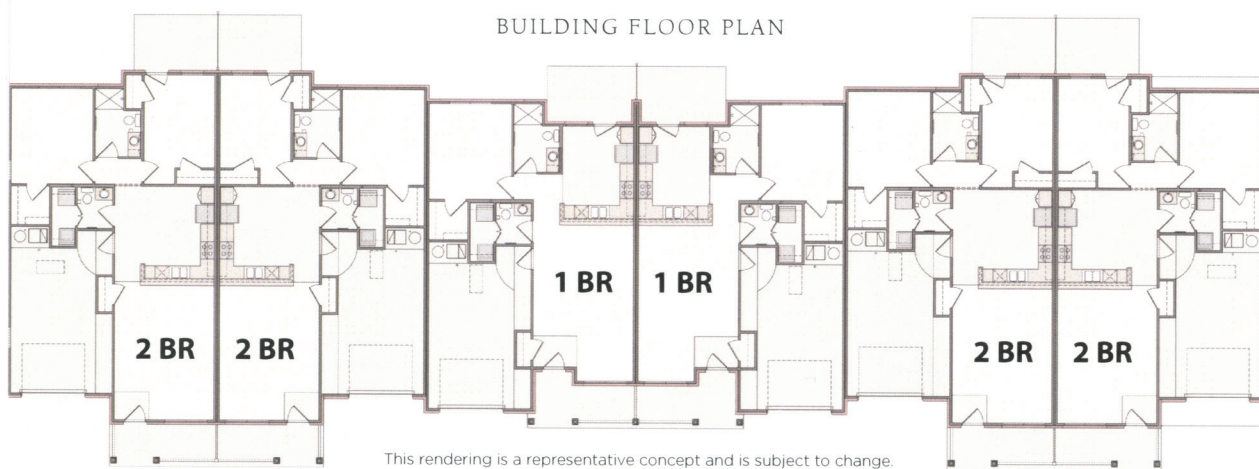 BUILDING FLOOR PLAN
1 BR 1 BR
2 BR 2 BR 2 BR 2 BR
This rendering is a representative concept and is subject to change.